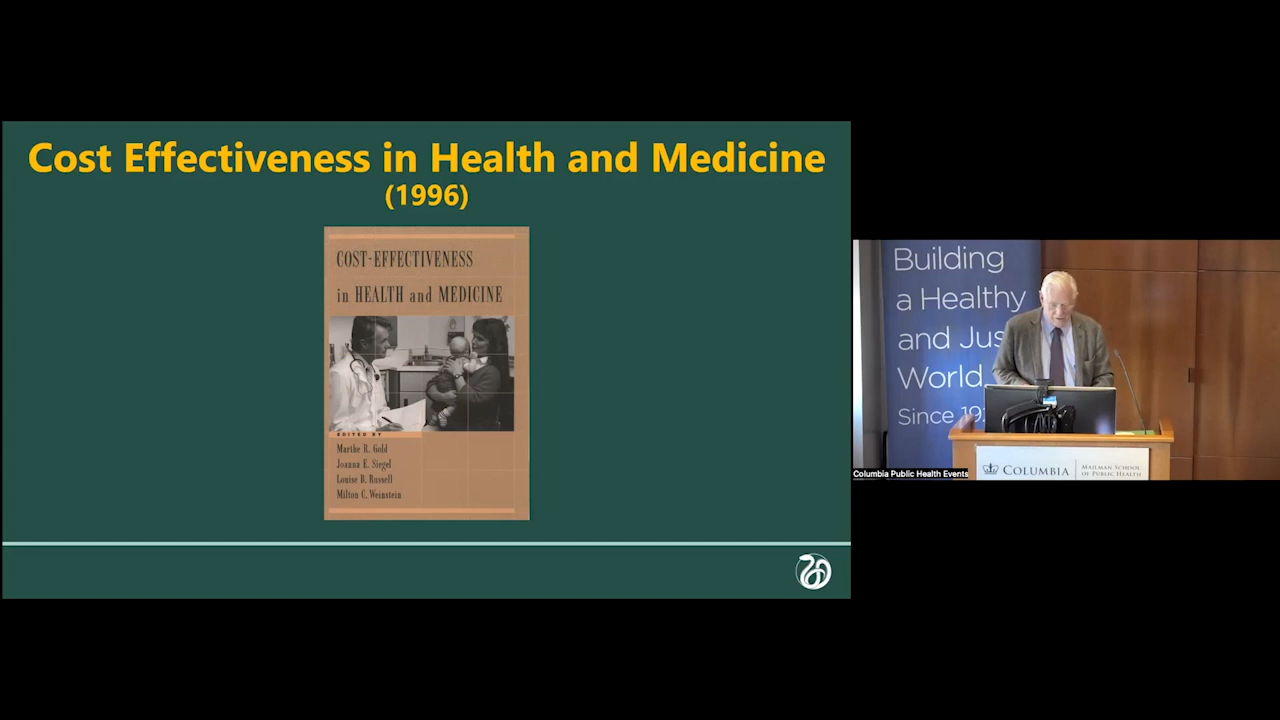 Cost Effectiveness in Health and Medicine
(1996)
COST-EFFECTIVENESS
in HEALTH and MEDICINE
EDITED BY
Marthe R. Gold
Joanna E. Siegel
Louise B. Russell
Milton C. Weinstein
Building
a Healthy
and Jus
World
Since 19
Columbia Public Health Events
COLUMBIA
MAILMAN SCHOOL
OF PUBLIC HEALTH